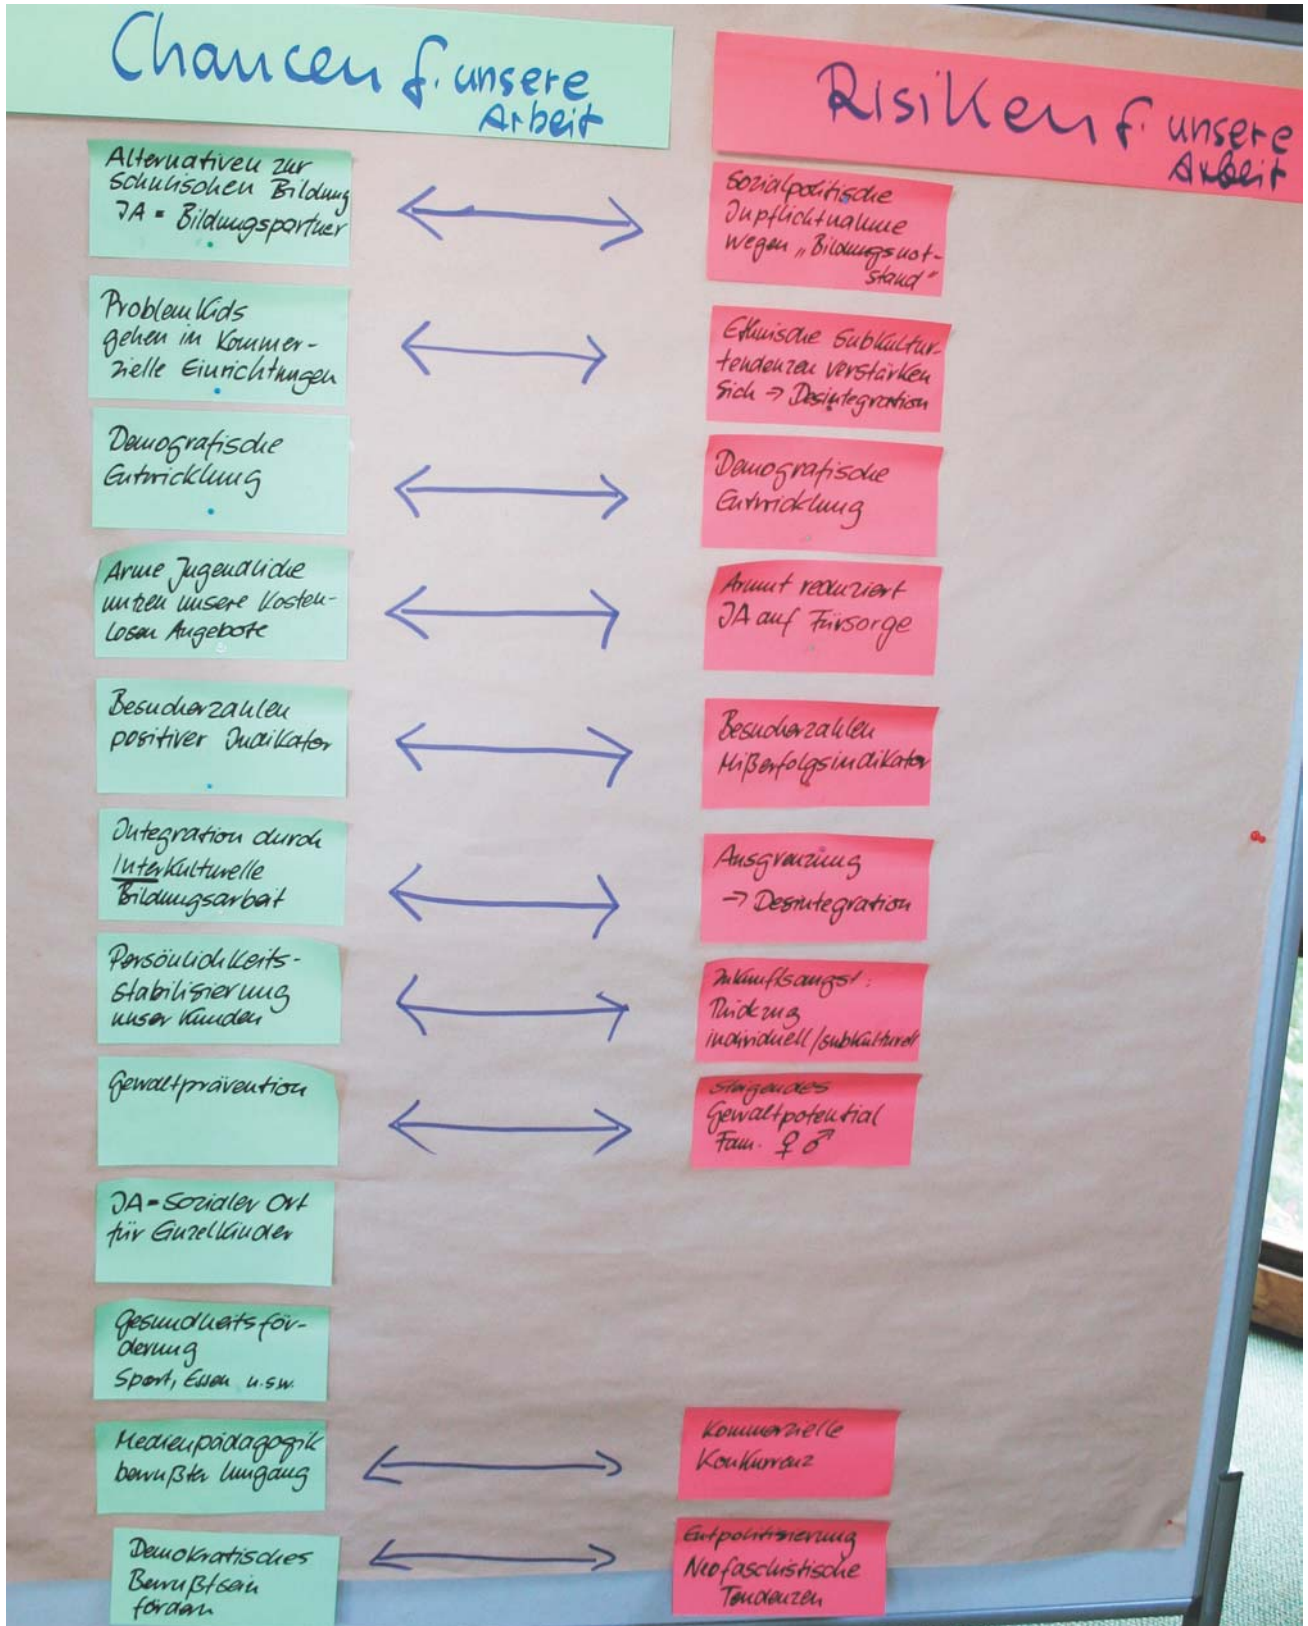 Chancen f. unsere
Arbeit
Risiken f. unsere
Arbeit
Alternativen zur
schulischen Bildung
JA = Bildungspartner
Sozialpolitische
Inpflichtnahme
wegen „Bildungsnot-
stand"
Problem Kids
gehen in Kommer-
zielle Einrichtungen
Ethnische Subkultur-
tendenzen verstärken
sich → Desintegration
Demografische
Entwicklung
Demografische
Entwicklung
Arme Jugendliche
nutzen unsere Kosten-
losen Angebote
Armut reduziert
JA auf Fürsorge
Besucherzahlen
positiver Indikator
Besucherzahlen
Mißerfolgsindikator
Integration durch
Interkulturelle
Bildungsarbeit
Ausgrenzung
→ Desintegration
Persönlichkeits-
stabilisierung
unser Kunden
Zukunftsangst:
Rückzug
individuell/subkulturell
Gewaltprävention
steigendes
Gewaltpotential
Fam. ♀ ♂
JA = Sozialer Ort
für Einzelkinder
Gesundheitsför-
derung
Sport, Essen u.s.w.
Medienpädagogik
bewußter Umgang
Kommerzielle
Konkurrenz
Demokratisches
Bewußtsein
fördern
Entpolitisierung
Neofaschistische
Tendenzen